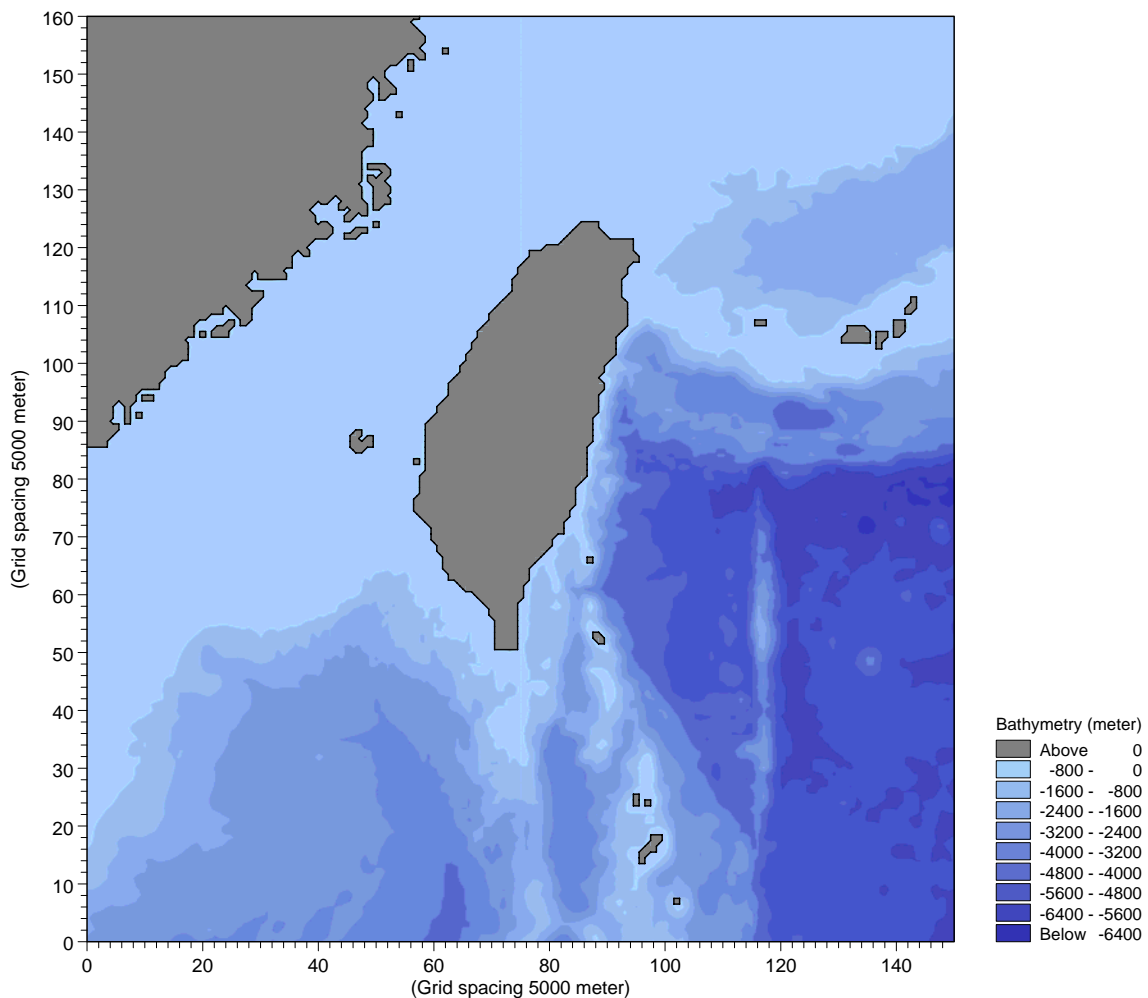 160
150
140
130
120
110
100
90
80
70
60
50
40
30
20
10
0
(Grid spacing 5000 meter)
0 20 40 60 80 100 120 140
(Grid spacing 5000 meter)
Bathymetry (meter)
Above 0
-800 - 0
-1600 - -800
-2400 - -1600
-3200 - -2400
-4000 - -3200
-4800 - -4000
-5600 - -4800
-6400 - -5600
Below -6400